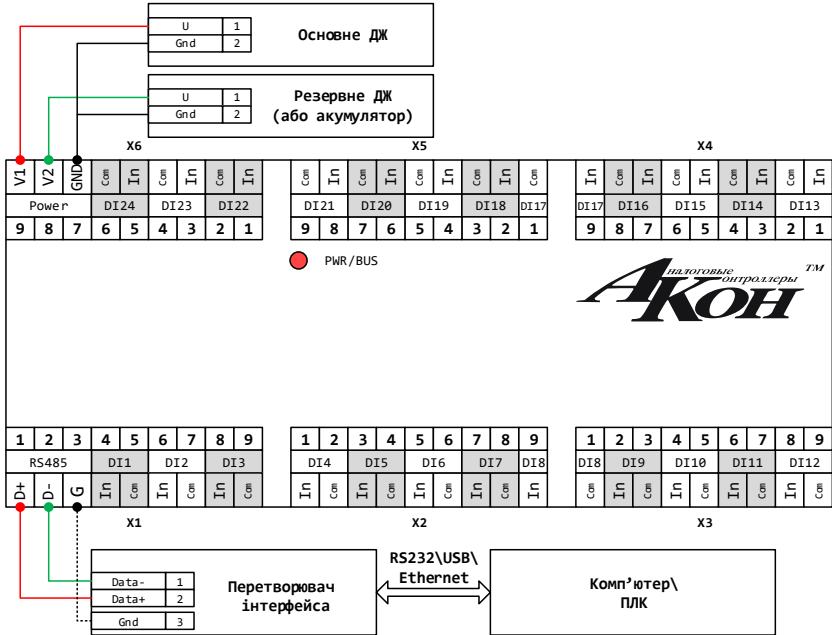 U 1
Gnd 2
Основне ДЖ
U 1
Gnd 2
Резервне ДЖ
(або акумулятор)
X6 X5 X4
V1 V2 GND Com In Com In Com In
Com In Com In Com In Com In Com
In Com In Com In Com In Com In
Power DI24 DI23 DI22
DI21 DI20 DI19 DI18 DI17
DI17 DI16 DI15 DI14 DI13
9 8 7 6 5 4 3 2 1
9 8 7 6 5 4 3 2 1
9 8 7 6 5 4 3 2 1
PWR/BUS
АКОН
налоговые
онтроллеры
TM
1 2 3 4 5 6 7 8 9
1 2 3 4 5 6 7 8 9
1 2 3 4 5 6 7 8 9
RS485 DI1 DI2 DI3
DI4 DI5 DI6 DI7 DI8
DI8 DI9 DI10 DI11 DI12
D+ D- G In Com In Com In Com
In Com In Com In Com In Com In
Com In Com In Com In Com In Com
X1 X2 X3
Data- 1
Data+ 2
Gnd 3
Перетворювач
інтерфейса
RS232\USB\
Ethernet
Комп’ютер\
ПЛК